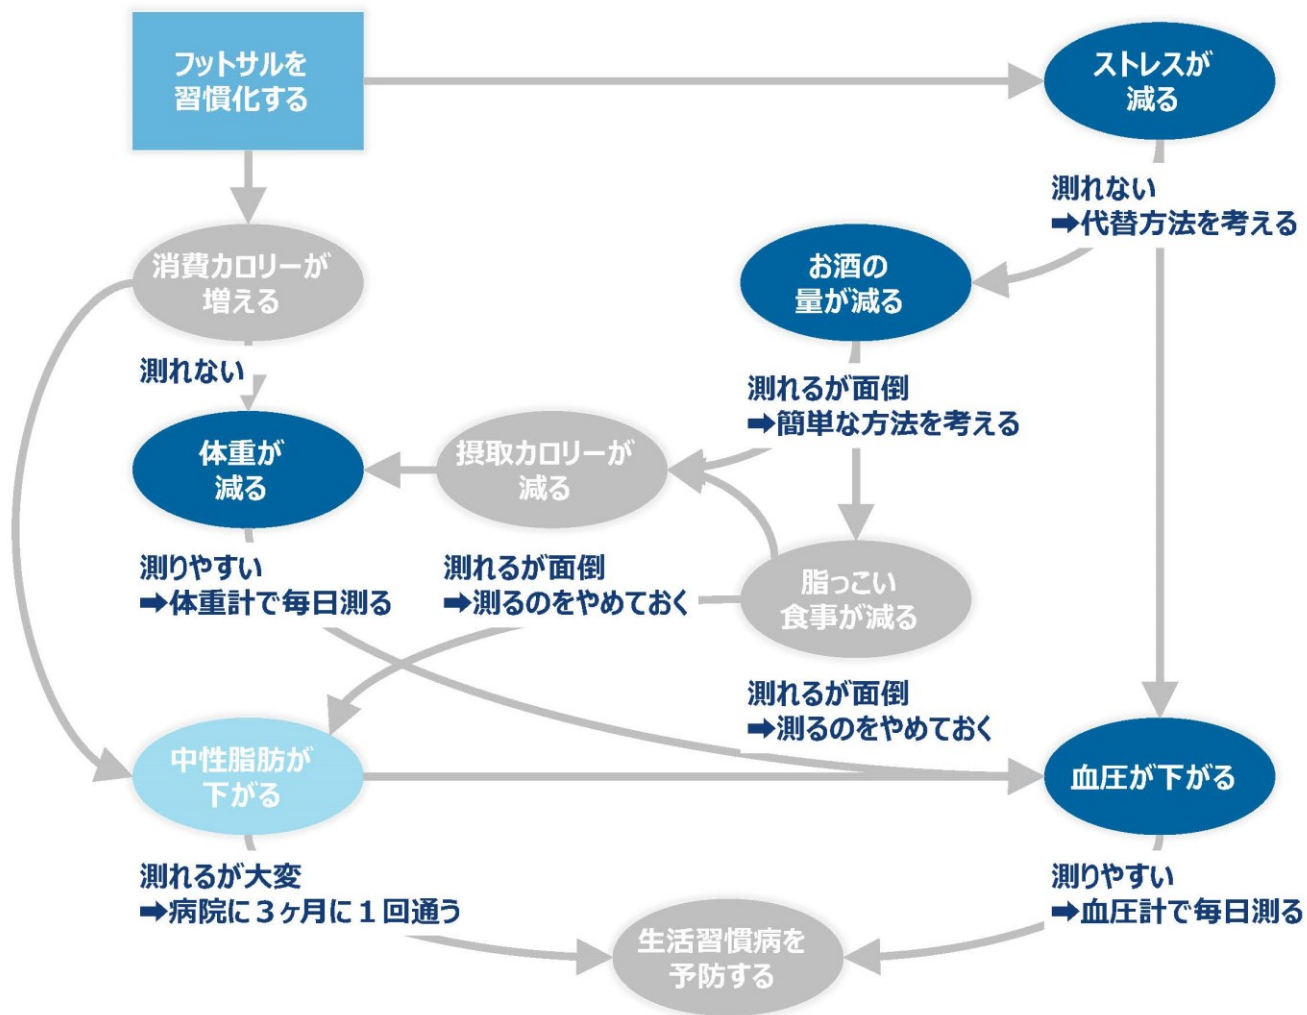 フットサルを
習慣化する
ストレスが
減る
測れない
➡代替方法を考える
消費カロリーが
増える
お酒の
量が減る
測れない
測れるが面倒
➡簡単な方法を考える
体重が
減る
摂取カロリーが
減る
測りやすい
➡体重計で毎日測る
測れるが面倒
➡測るのをやめておく
脂っこい
食事が減る
測れるが面倒
➡測るのをやめておく
中性脂肪が
下がる
血圧が下がる
測れるが大変
➡病院に３ヶ月に１回通う
測りやすい
➡血圧計で毎日測る
生活習慣病を
予防する